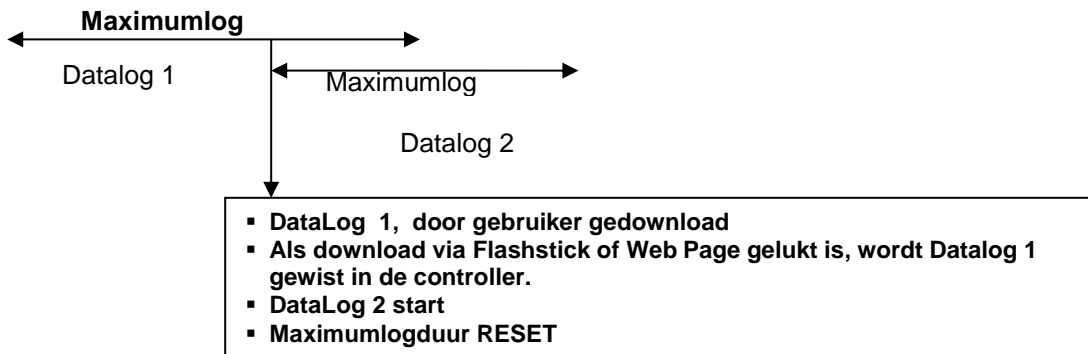 Maximumlog
Datalog 1
Maximumlog
Datalog 2
▪ DataLog 1, door gebruiker gedownload
▪ Als download via Flashstick of Web Page gelukt is, wordt Datalog 1
gewist in de controller.
▪ DataLog 2 start
▪ Maximumlogduur RESET